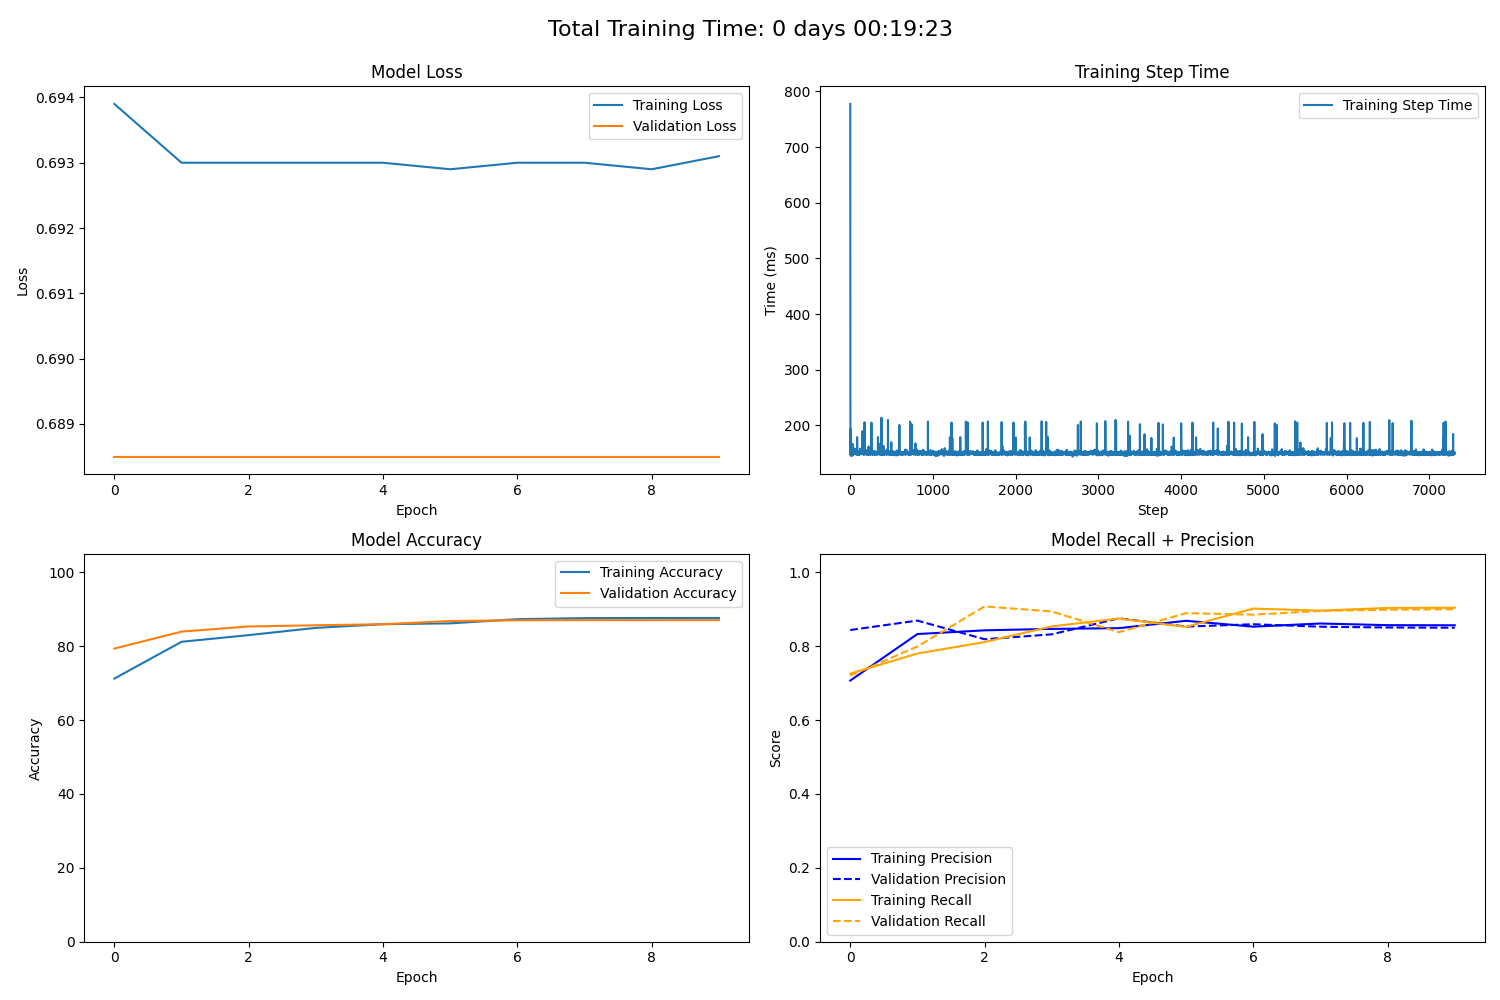 Total Training Time: 0 days 00:19:23
Model Loss
0.694
0.693
0.692
0.691
0.690
0.689
Loss
0 2 4 6 8
Epoch
Training Loss
Validation Loss
Training Step Time
800
700
600
500
400
300
200
Time (ms)
0 1000 2000 3000 4000 5000 6000 7000
Step
Training Step Time
Model Accuracy
100
80
60
40
20
0
Accuracy
0 2 4 6 8
Epoch
Training Accuracy
Validation Accuracy
Model Recall + Precision
1.0
0.8
0.6
0.4
0.2
0.0
Score
0 2 4 6 8
Epoch
Training Precision
Validation Precision
Training Recall
Validation Recall